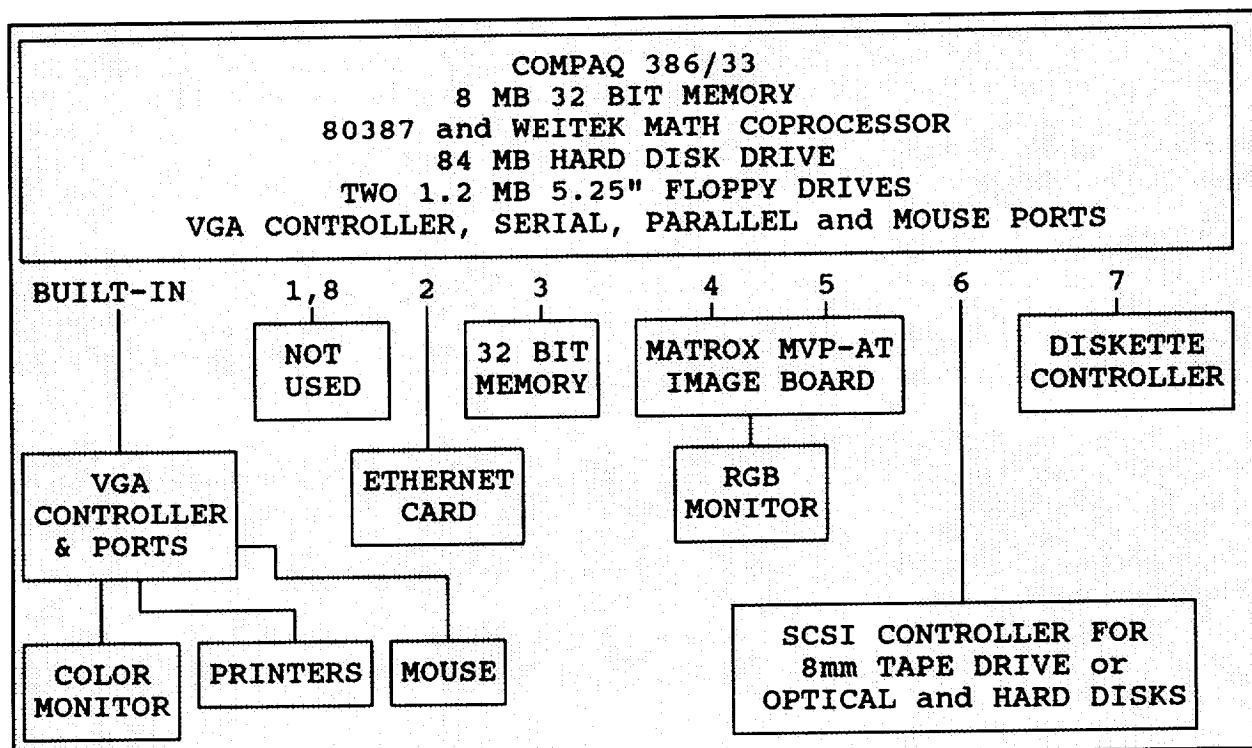 COMPAQ 386/33
8 MB 32 BIT MEMORY
80387 and WEITEK MATH COPROCESSOR
84 MB HARD DISK DRIVE
TWO 1.2 MB 5.25" FLOPPY DRIVES
VGA CONTROLLER, SERIAL, PARALLEL and MOUSE PORTS
BUILT-IN 1,8 2 3 4 5 6 7
NOT
USED
32 BIT
MEMORY
MATROX MVP-AT
IMAGE BOARD
DISKETTE
CONTROLLER
VGA
CONTROLLER
& PORTS
ETHERNET
CARD
RGB
MONITOR
COLOR
MONITOR
PRINTERS
MOUSE
SCSI CONTROLLER FOR
8mm TAPE DRIVE or
OPTICAL and HARD DISKS